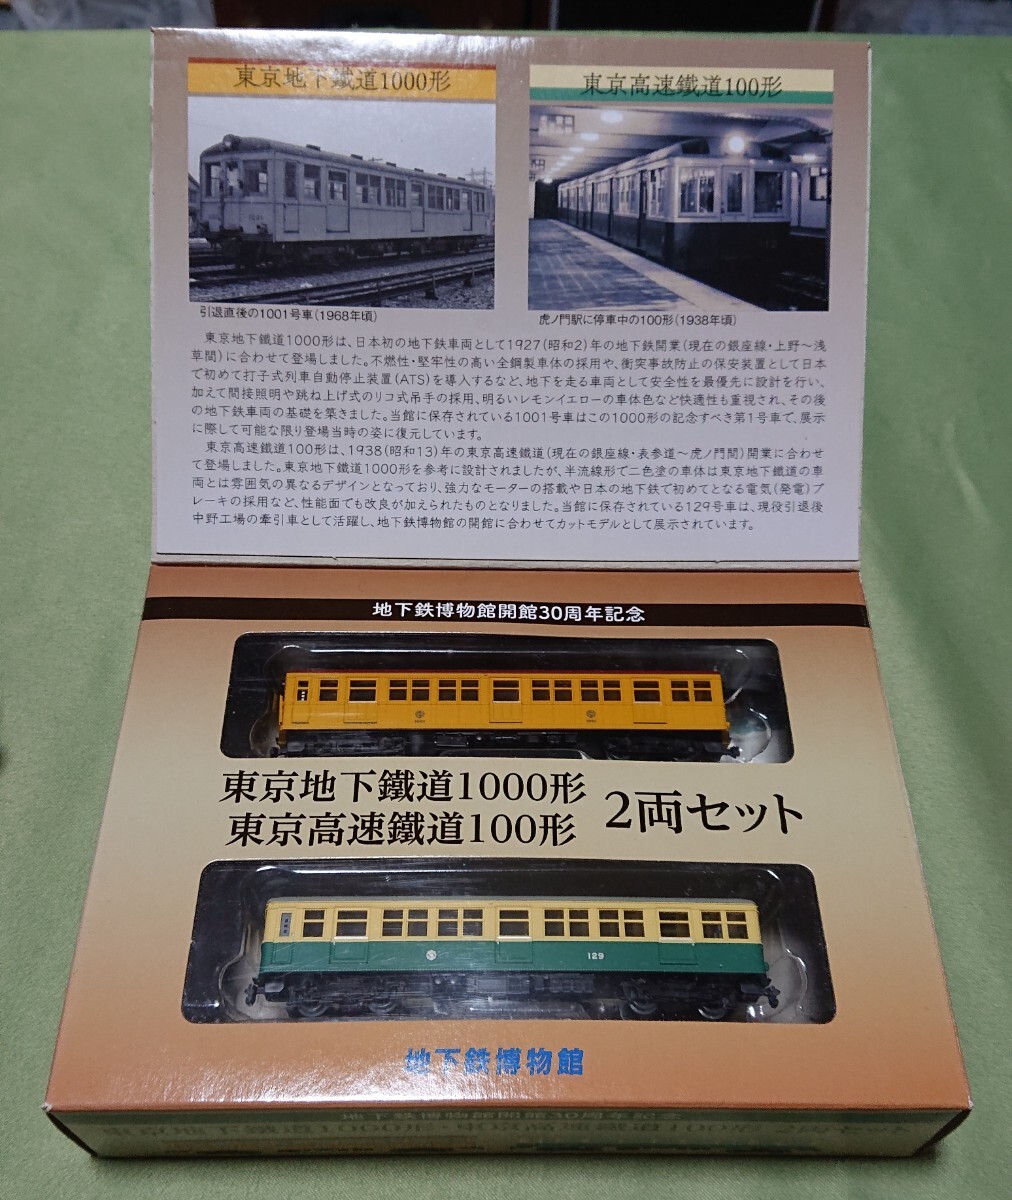 東京地下鐵道1000形
東京高速鐵道100形
引退直後の1001号車(1968年頃)
虎ノ門駅に停車中の100形(1938年頃)
東京地下鐵道1000形は、日本初の地下鉄車両として1927(昭和2)年の地下鉄開業(現在の銀座線・上野〜浅
草間)に合わせて登場しました。不燃性・堅牢性の高い全鋼製車体の採用や、衝突事故防止の保安装置として日本
で初めて打子式列車自動停止装置(ATS)を導入するなど、地下を走る車両として安全性を最優先に設計を行い、
加えて間接照明や跳ね上げ式のリコ式吊手の採用、明るいレモンイエローの車体色など快適性も重視され、その後
の地下鉄車両の基礎を築きました。当館に保存されている1001号車はこの1000形の記念すべき第1号車で、展示
に際して可能な限り登場当時の姿に復元しています。
東京高速鐵道100形は、1938(昭和13)年の東京高速鐵道(現在の銀座線・表参道〜虎ノ門間)開業に合わせ
て登場しました。東京地下鐵道1000形を参考に設計されましたが、半流線形で二色塗の車体は東京地下鐵道の車
両とは雰囲気の異なるデザインとなっており、強力なモーターの搭載や日本の地下鉄で初めてとなる電気(発電)ブ
レーキの採用など、性能面でも改良が加えられたものとなりました。当館に保存されている129号車は、現役引退後
中野工場の牽引車として活躍し、地下鉄博物館の開館に合わせてカットモデルとして展示されています。
地下鉄博物館開館30周年記念
東京地下鐵道1000形
東京高速鐵道100形
2両セット
129
地下鉄博物館
地下鉄博物館開館30周年記念
東京地下鐵道1000形・東京高速鐵道100形 2両セット